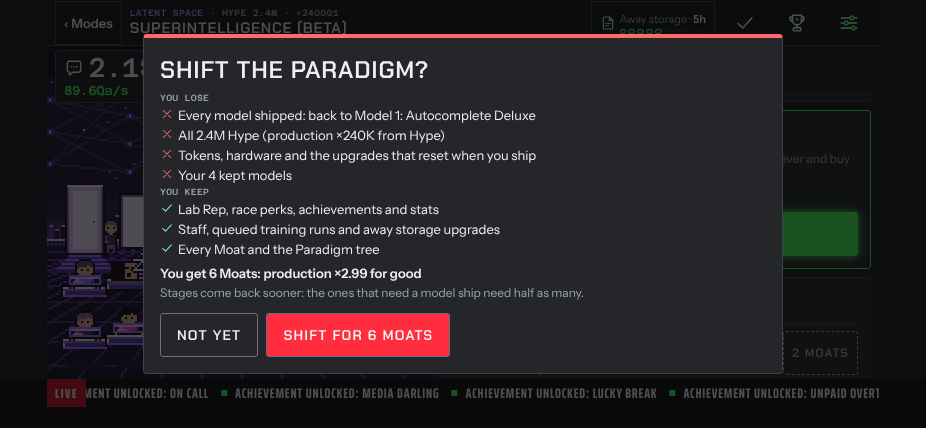 ‹ Modes
LATENT SPACE · HYPE 2.4M · ×240001
SUPERINTELLIGENCE (BETA)
Away storage · 5h
89.6Qa/s
SHIFT THE PARADIGM?
YOU LOSE
Every model shipped: back to Model 1: Autocomplete Deluxe
All 2.4M Hype (production ×240K from Hype)
Tokens, hardware and the upgrades that reset when you ship
Your 4 kept models
YOU KEEP
Lab Rep, race perks, achievements and stats
Staff, queued training runs and away storage upgrades
Every Moat and the Paradigm tree
You get 6 Moats: production ×2.99 for good
Stages come back sooner: the ones that need a model ship need half as many.
NOT YET
SHIFT FOR 6 MOATS
ever and buy
2 MOATS
LIVE
MENT UNLOCKED: ON CALL ■ ACHIEVEMENT UNLOCKED: MEDIA DARLING ■ ACHIEVEMENT UNLOCKED: LUCKY BREAK ■ ACHIEVEMENT UNLOCKED: UNPAID OVERT